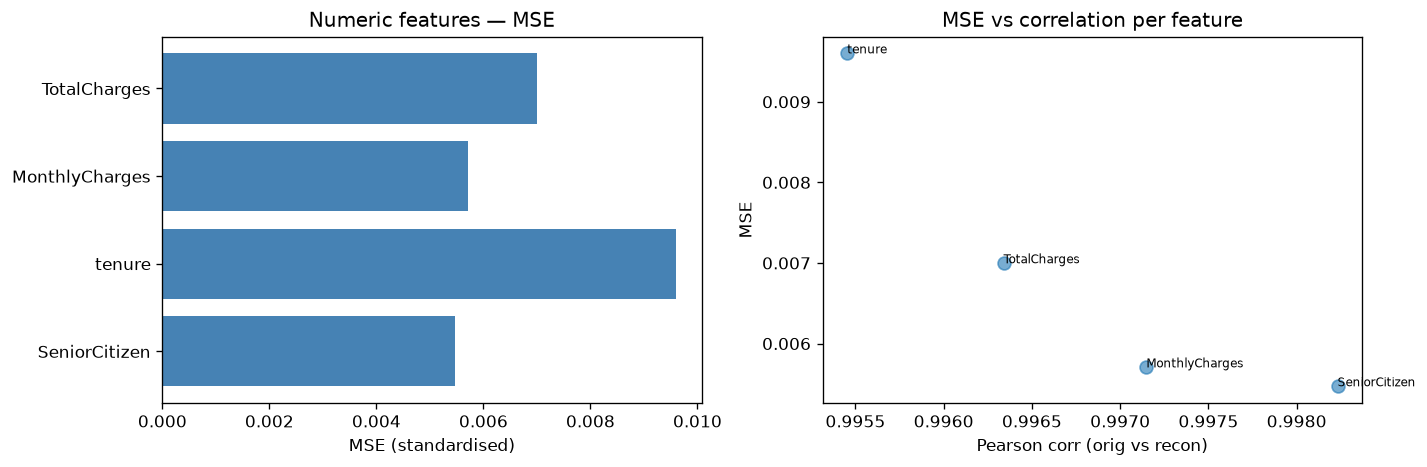 Numeric features — MSE
TotalCharges
MonthlyCharges
tenure
SeniorCitizen
0.000 0.002 0.004 0.006 0.008 0.010
MSE (standardised)
MSE vs correlation per feature
MSE
0.009
0.008
0.007
0.006
tenure
TotalCharges
MonthlyCharges
SeniorCitizen
0.9955 0.9960 0.9965 0.9970 0.9975 0.9980
Pearson corr (orig vs recon)